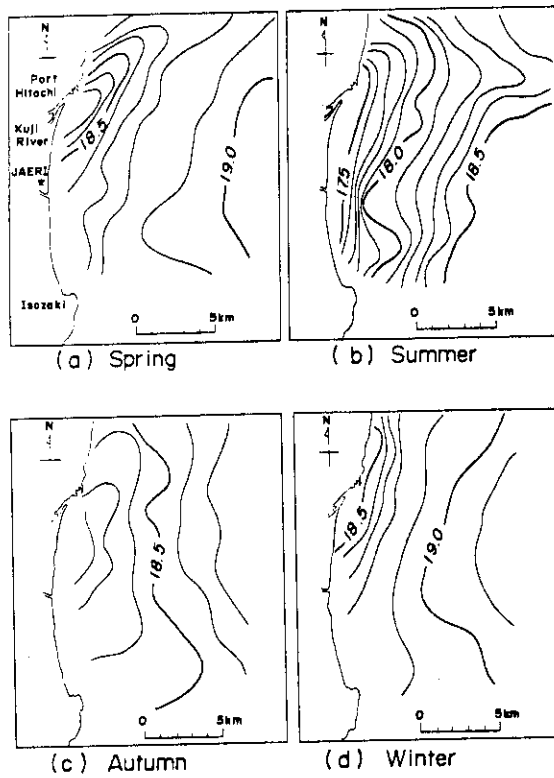 N
Port
Hitachi
Kuji
River
JAERI
*
Isozaki
18.5
19.0
0 5km
(a) Spring
N
17.5
18.0
18.5
0 5km
(b) Summer
N
18.5
0 5km
(c) Autumn
N
18.5
19.0
0 5km
(d) Winter